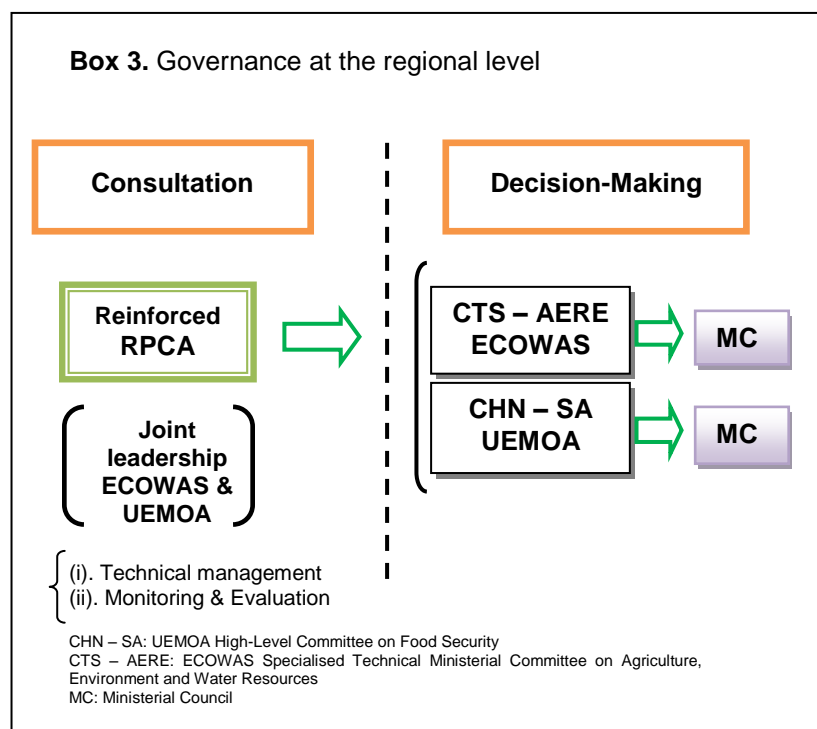 Box 3. Governance at the regional level
Consultation
Decision-Making
Reinforced
RPCA
Joint
leadership
ECOWAS &
UEMOA
(i). Technical management
(ii). Monitoring & Evaluation
CTS – AERE
ECOWAS
MC
CHN – SA
UEMOA
MC
CHN – SA: UEMOA High-Level Committee on Food Security
CTS – AERE: ECOWAS Specialised Technical Ministerial Committee on Agriculture,
Environment and Water Resources
MC: Ministerial Council